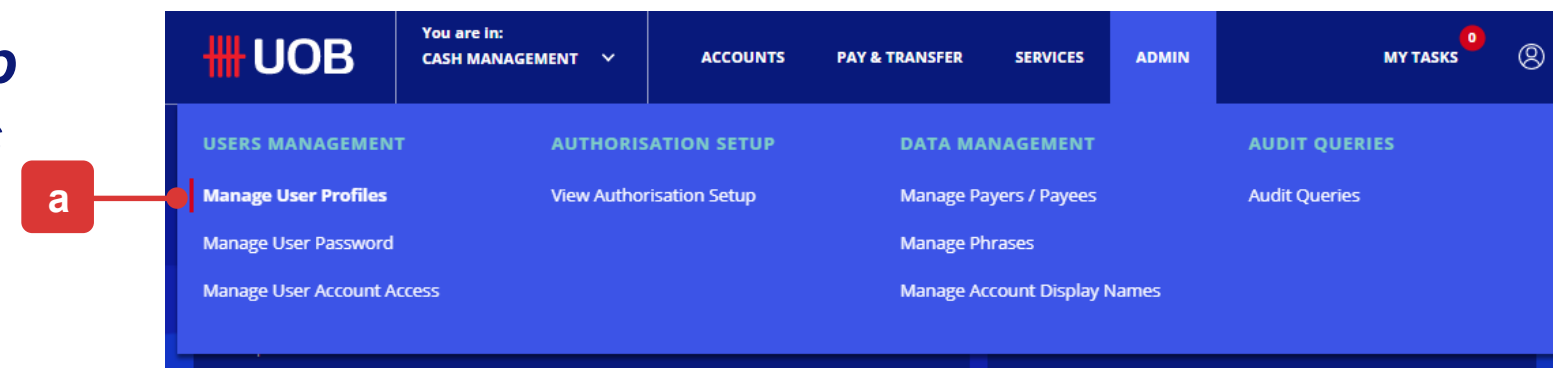 UOB
You are in:
CASH MANAGEMENT
ACCOUNTS
PAY & TRANSFER
SERVICES
ADMIN
MY TASKS
0
a
USERS MANAGEMENT
Manage User Profiles
Manage User Password
Manage User Account Access
AUTHORISATION SETUP
View Authorisation Setup
DATA MANAGEMENT
Manage Payers / Payees
Manage Phrases
Manage Account Display Names
AUDIT QUERIES
Audit Queries